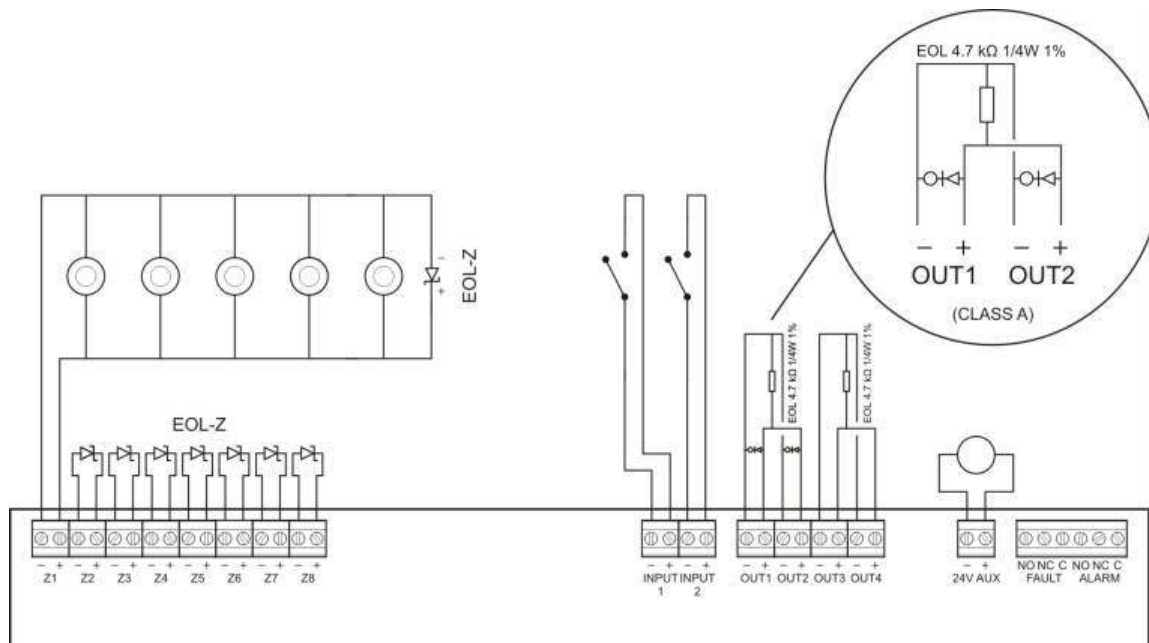 EOL 4.7 kΩ 1/4W 1%
− + − +
OUT1 OUT2
(CLASS A)
−
EOL-Z
+
EOL 4.7 kΩ 1/4W 1%
EOL 4.7 kΩ 1/4W 1%
EOL-Z
− + − + − + − + − + − + − + − +
Z1 Z2 Z3 Z4 Z5 Z6 Z7 Z8
− + − +
INPUT INPUT
1 2
− + − + − + − +
OUT1 OUT2 OUT3 OUT4
− +
24V AUX
NO NC C NO NC C
FAULT ALARM